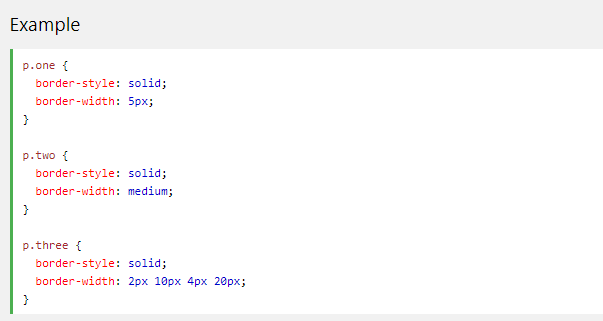 Example
p.one {
  border-style: solid;
  border-width: 5px;
}
p.two {
  border-style: solid;
  border-width: medium;
}
p.three {
  border-style: solid;
  border-width: 2px 10px 4px 20px;
}